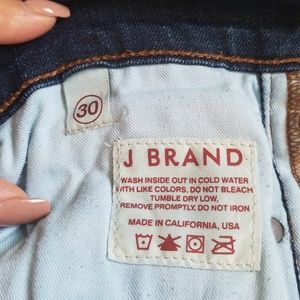 30
J BRAND
WASH INSIDE OUT IN COLD WATER
WITH LIKE COLORS, DO NOT BLEACH
TUMBLE DRY LOW,
REMOVE PROMPTLY, DO NOT IRON
MADE IN CALIFORNIA, USA